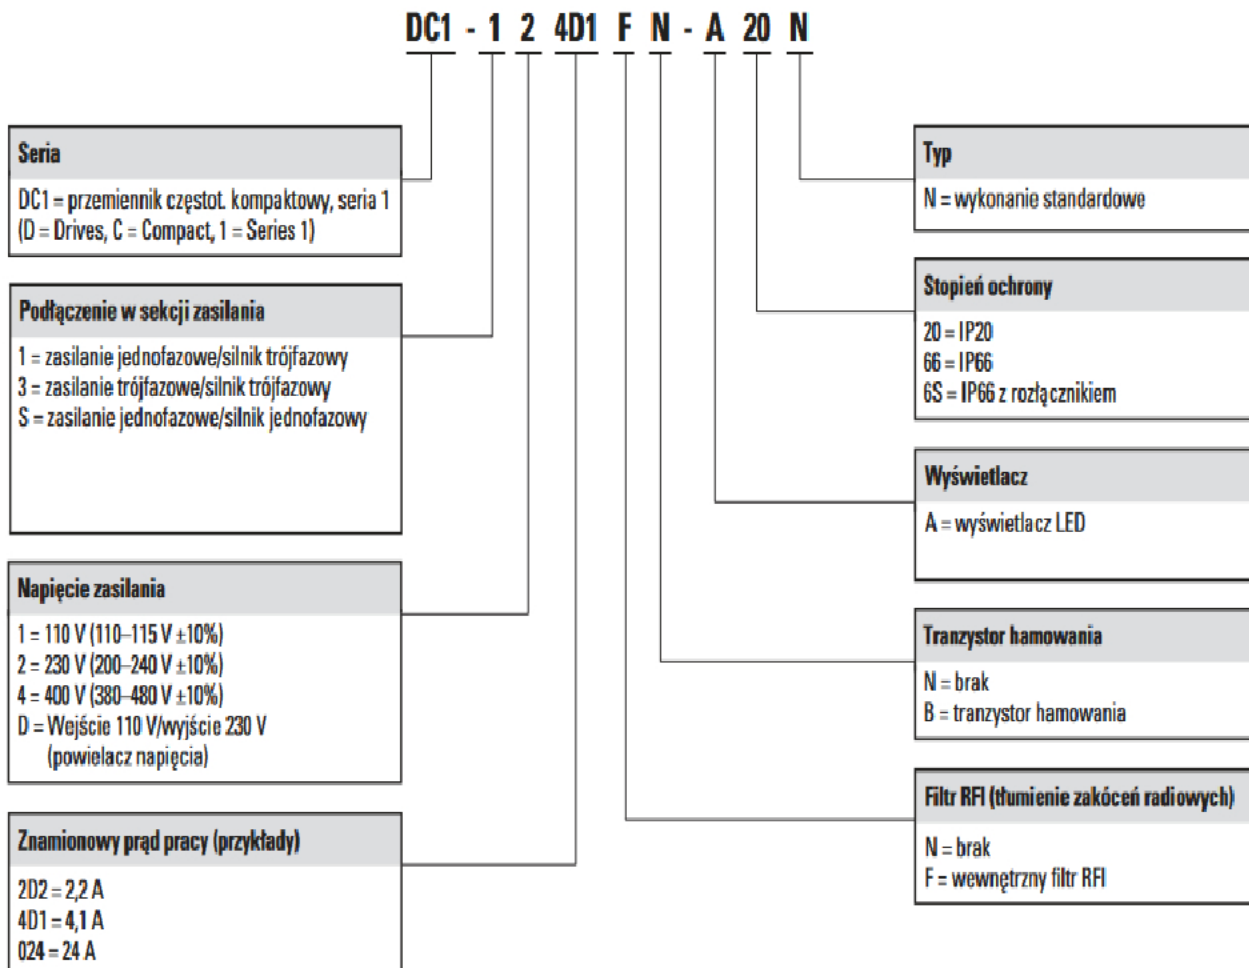 DC1 - 1 2 4D1 F N - A 20 N
Seria
DC1 = przemiennik częstot. kompaktowy, seria 1
(D = Drives, C = Compact, 1 = Series 1)
Podłączenie w sekcji zasilania
1 = zasilanie jednofazowe/silnik trójfazowy
3 = zasilanie trójfazowe/silnik trójfazowy
S = zasilanie jednofazowe/silnik jednofazowy
Napięcie zasilania
1 = 110 V (110–115 V ±10%)
2 = 230 V (200–240 V ±10%)
4 = 400 V (380–480 V ±10%)
D = Wejście 110 V/wyjście 230 V
(powielacz napięcia)
Znamionowy prąd pracy (przykłady)
2D2 = 2,2 A
4D1 = 4,1 A
024 = 24 A
Typ
N = wykonanie standardowe
Stopień ochrony
20 = IP20
66 = IP66
6S = IP66 z rozłącznikiem
Wyświetlacz
A = wyświetlacz LED
Tranzystor hamowania
N = brak
B = tranzystor hamowania
Filtr RFI (tłumienie zakóceń radiowych)
N = brak
F = wewnętrzny filtr RFI